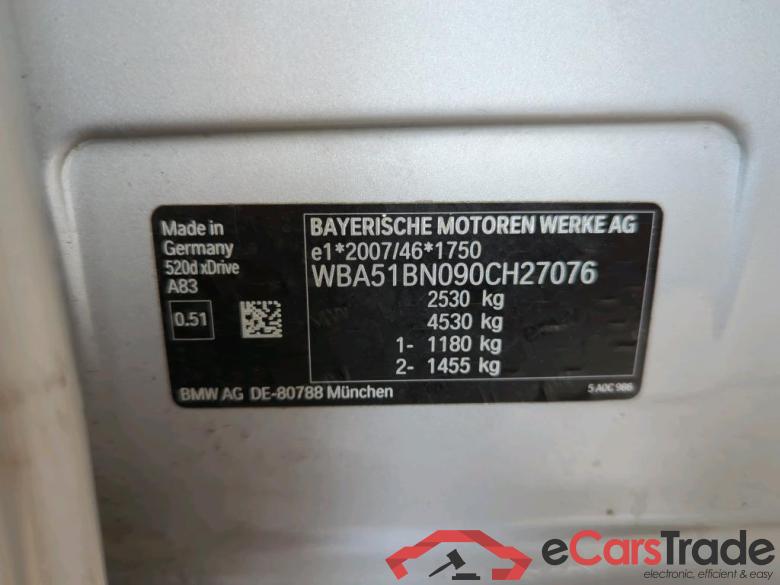 Made in
Germany
520d xDrive
A83
0.51
BAYERISCHE MOTOREN WERKE AG
e1*2007/46*1750
WBA51BN090CH27076
2530 kg
4530 kg
1- 1180 kg
2- 1455 kg
BMW AG DE-80788 München
5 A0C 986
eCarsTrade
electronic, efficient & easy